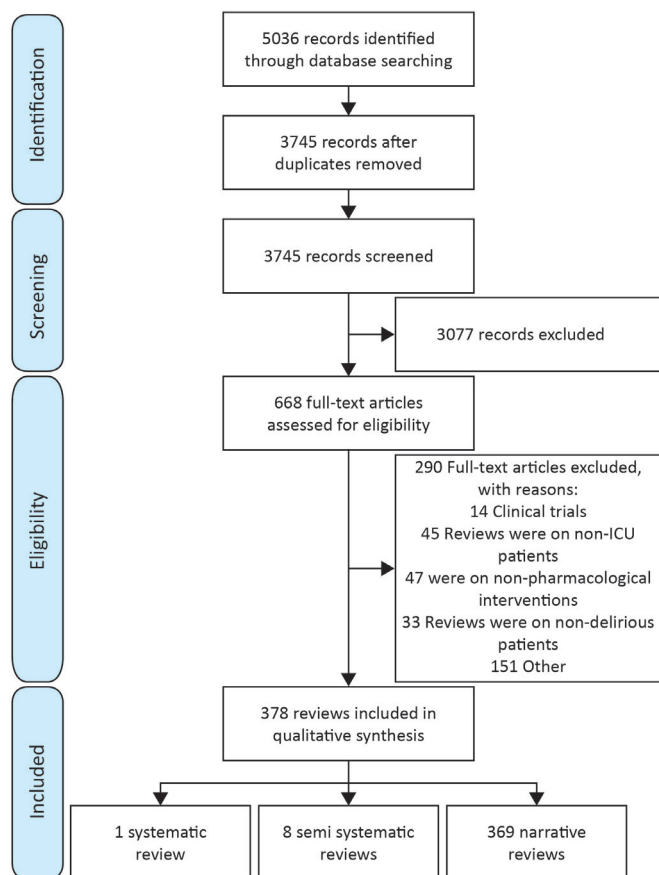 Identification
5036 records identified
through database searching
3745 records after
duplicates removed
Screening
3745 records screened
3077 records excluded
Eligibility
668 full-text articles
assessed for eligibility
290 Full-text articles excluded,
with reasons:
14 Clinical trials
45 Reviews were on non-ICU
patients
47 were on non-pharmacological
interventions
33 Reviews were on non-delirious
patients
151 Other
Included
378 reviews included in
qualitative synthesis
1 systematic
review
8 semi systematic
reviews
369 narrative
reviews